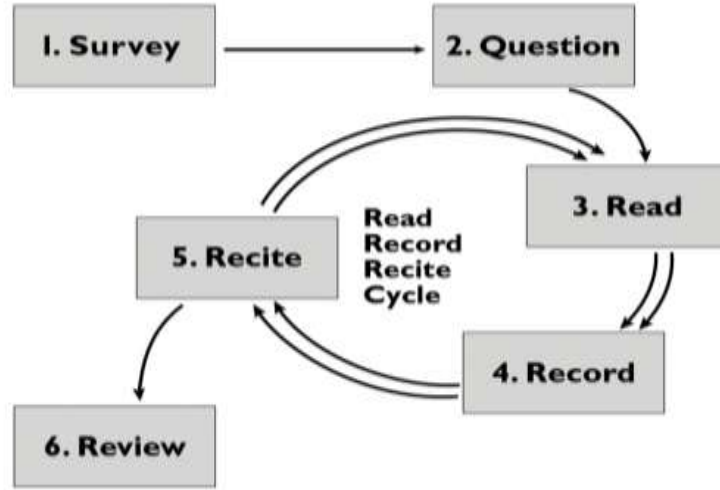 1. Survey
2. Question
3. Read
Read
Record
Recite
Cycle
5. Recite
4. Record
6. Review